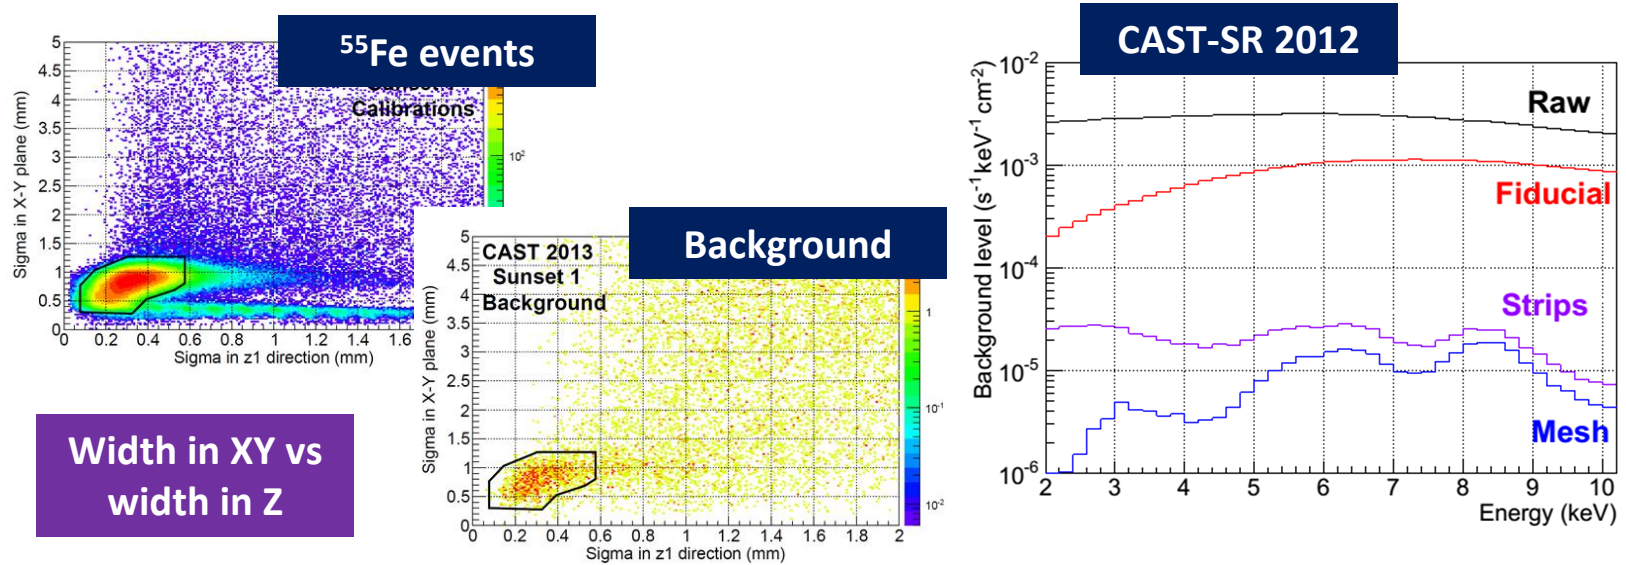 55Fe events
Calibrations
5
4.5
4
3.5
3
2.5
2
1.5
1
0.5
0
Sigma in X-Y plane (mm)
0 0.2 0.4 0.6 0.8 1 1.2 1.4 1.6
Sigma in z1 direction (mm)
10²
Background
CAST 2013
Sunset 1
Background
5
4.5
4
3.5
3
2.5
2
1.5
1
0.5
0
Sigma in X-Y plane (mm)
0 0.2 0.4 0.6 0.8 1 1.2 1.4 1.6 1.8 2
Sigma in z1 direction (mm)
1
10⁻¹
10⁻²
Width in XY vs
width in Z
CAST-SR 2012
Background level (s⁻¹ keV⁻¹ cm⁻²)
10⁻²
10⁻³
10⁻⁴
10⁻⁵
10⁻⁶
Raw
Fiducial
Strips
Mesh
2 3 4 5 6 7 8 9 10
Energy (keV)